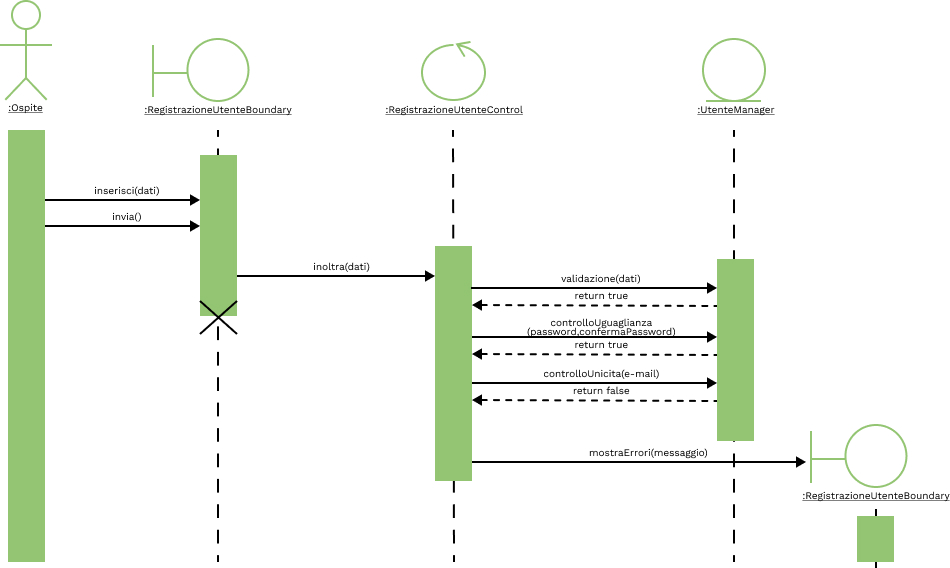 :Ospite
:RegistrazioneUtenteBoundary
:RegistrazioneUtenteControl
:UtenteManager
inserisci(dati)
invia()
inoltra(dati)
validazione(dati)
return true
controlloUguaglianza
(password,confermaPassword)
return true
controlloUnicita(e-mail)
return false
mostraErrori(messaggio)
:RegistrazioneUtenteBoundary